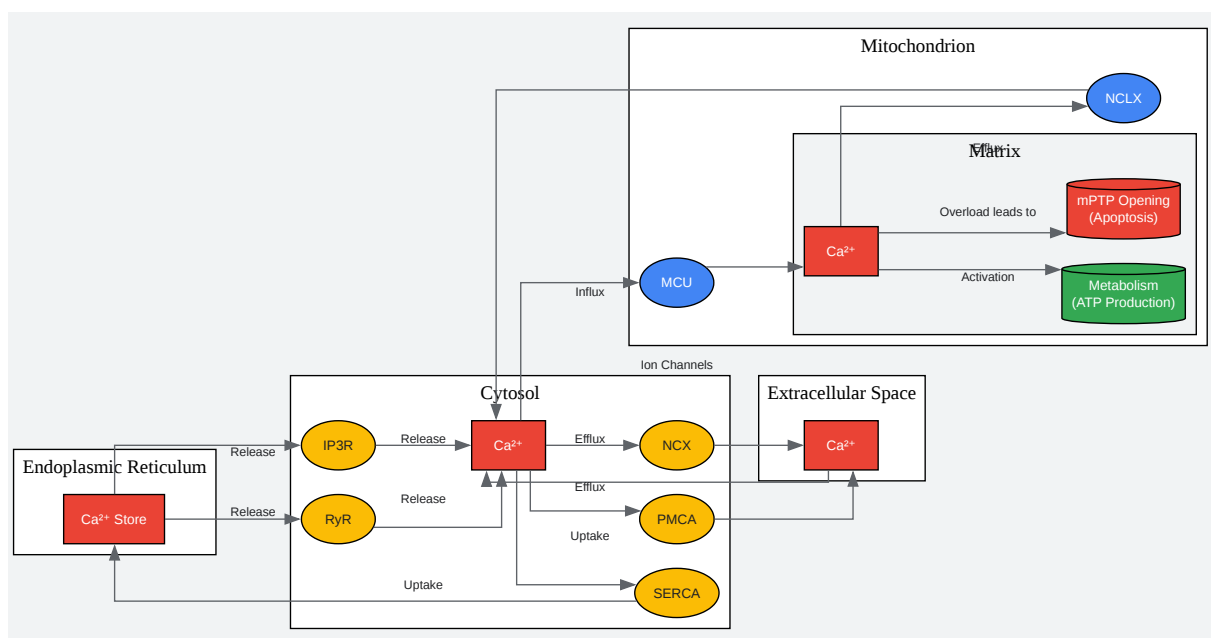 Mitochondrion
NCLX
Efflux
Matrix
mPTP Opening
(Apoptosis)
Overload leads to
Ca²⁺
Activation
Metabolism
(ATP Production)
MCU
Influx
Ion Channels
Cytosol
Extracellular Space
IP3R
Release
Ca²⁺
Efflux
NCX
Ca²⁺
Release
Endoplasmic Reticulum
Ca²⁺ Store
Release
RyR
Release
Efflux
PMCA
Uptake
Uptake
SERCA